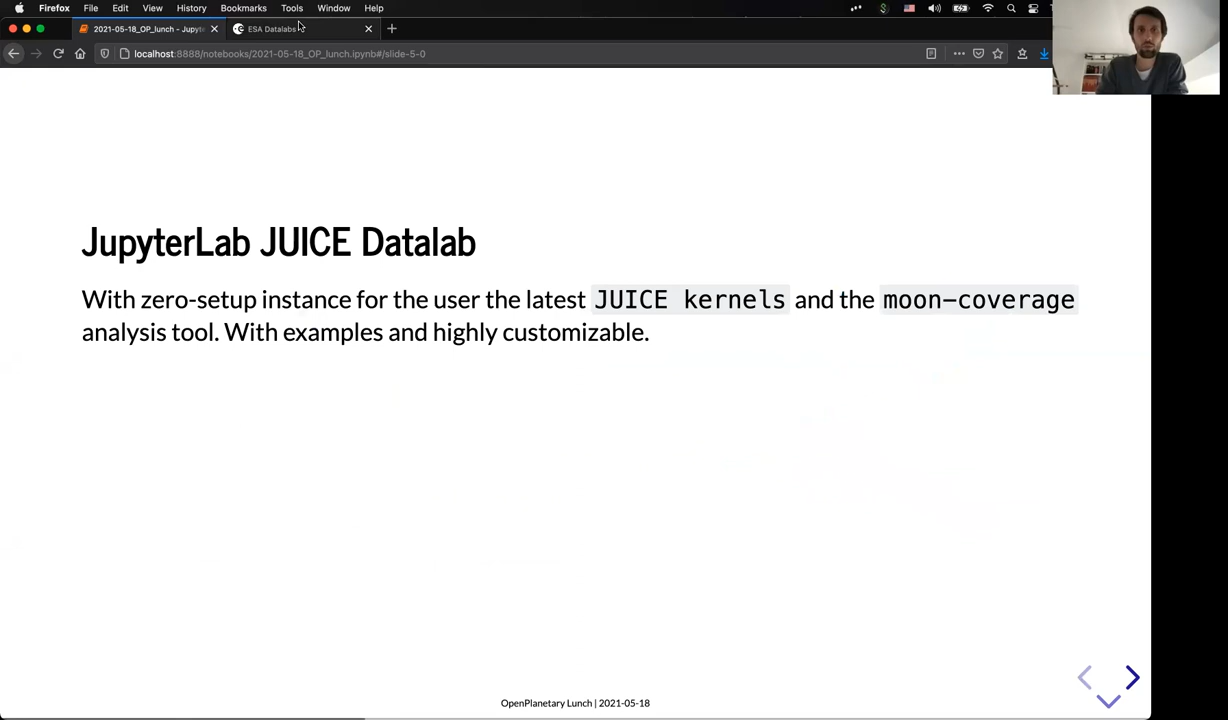 Firefox File Edit View History Bookmarks Tools Window Help
2021-05-18_OP_lunch - Jupyt
ESA Datalabs
localhost:8888/notebooks/2021-05-18_OP_lunch.ipynb#/slide-5-0
JupyterLab JUICE Datalab
With zero-setup instance for the user the latest JUICE kernels and the moon-coverage
analysis tool. With examples and highly customizable.
OpenPlanetary Lunch | 2021-05-18